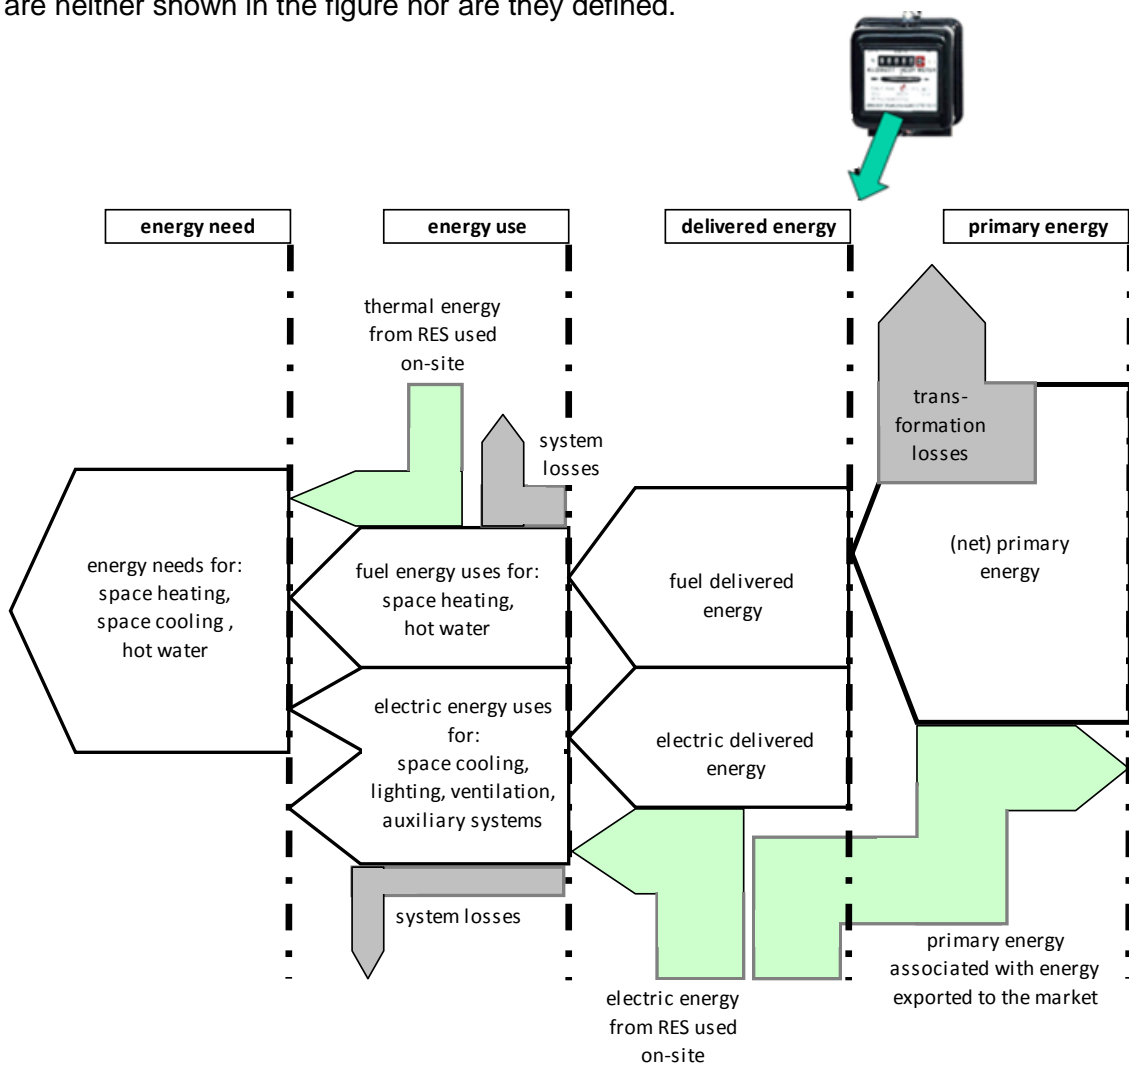 are neither shown in the figure nor are they defined.
energy need
energy use
delivered energy
primary energy
thermal energy
from RES used
on-site
system
losses
trans-
formation
losses
energy needs for:
space heating,
space cooling ,
hot water
fuel energy uses for:
space heating,
hot water
fuel delivered
energy
(net) primary
energy
electric energy uses
for:
space cooling,
lighting, ventilation,
auxiliary systems
electric delivered
energy
system losses
primary energy
associated with energy
exported to the market
electric energy
from RES used
on-site